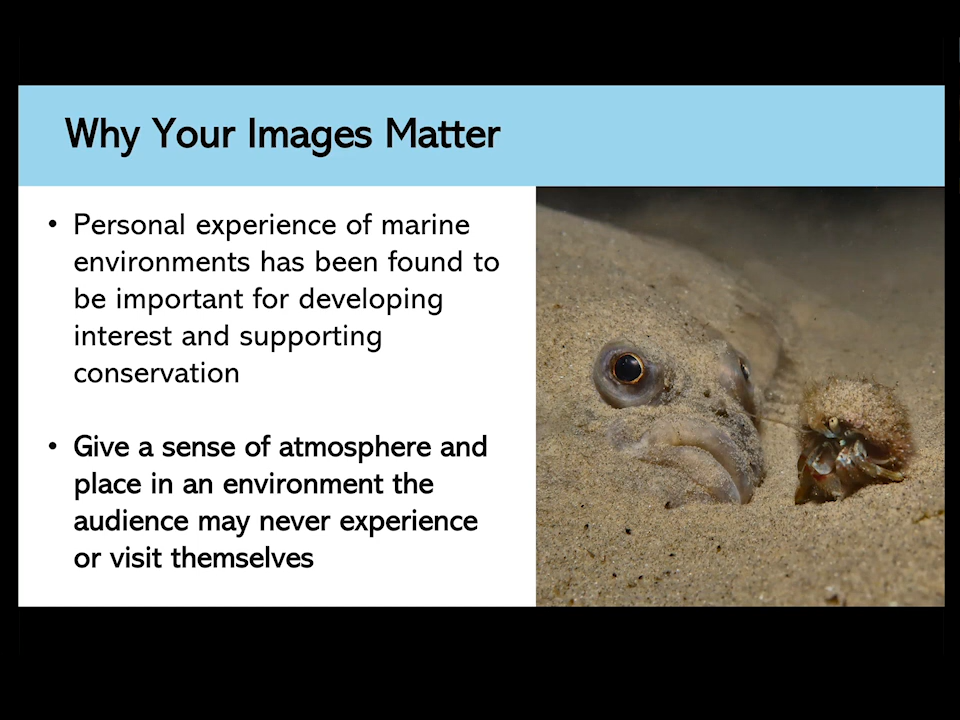 Why Your Images Matter
• Personal experience of marine
environments has been found to
be important for developing
interest and supporting
conservation
• Give a sense of atmosphere and
place in an environment the
audience may never experience
or visit themselves